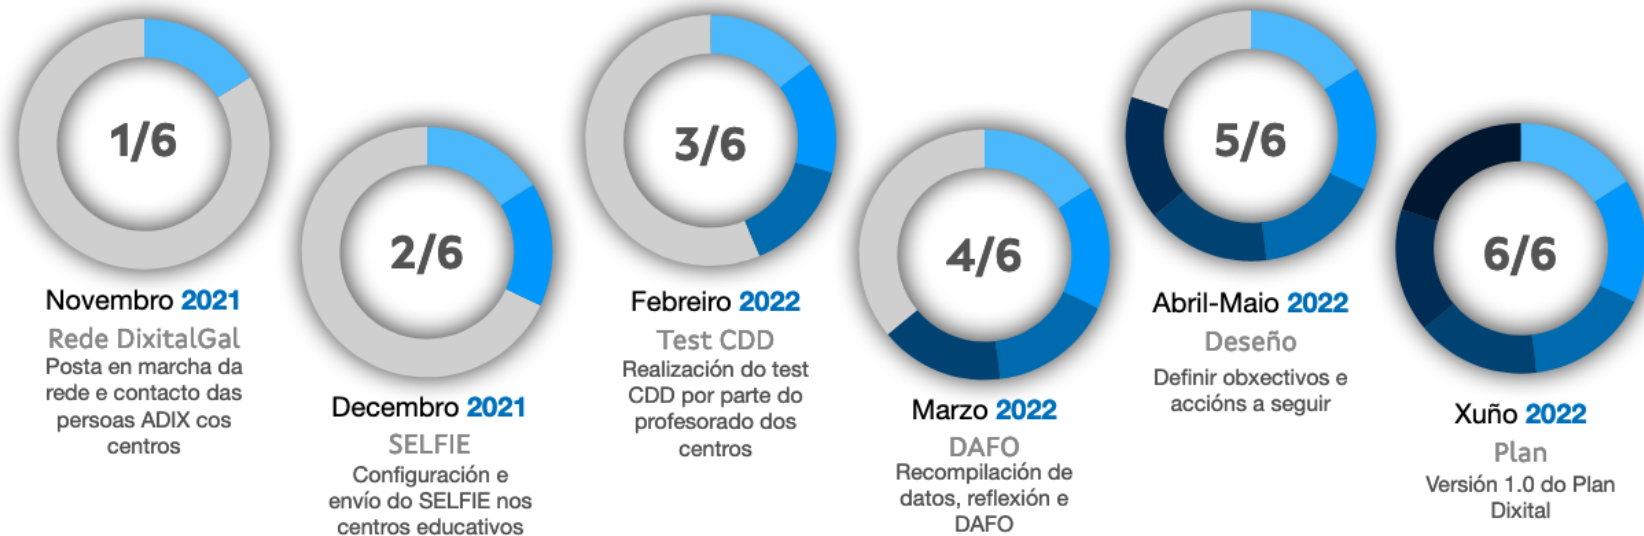 1/6
Novembro 2021
Rede DixitalGal
Posta en marcha da
rede e contacto das
persoas ADIX cos
centros
2/6
Decembro 2021
SELFIE
Configuración e
envío do SELFIE nos
centros educativos
3/6
Febreiro 2022
Test CDD
Realización do test
CDD por parte do
profesorado dos
centros
4/6
Marzo 2022
DAFO
Recompilación de
datos, reflexión e
DAFO
5/6
Abril-Maio 2022
Deseño
Definir obxectivos e
accións a seguir
6/6
Xuño 2022
Plan
Versión 1.0 do Plan
Dixital